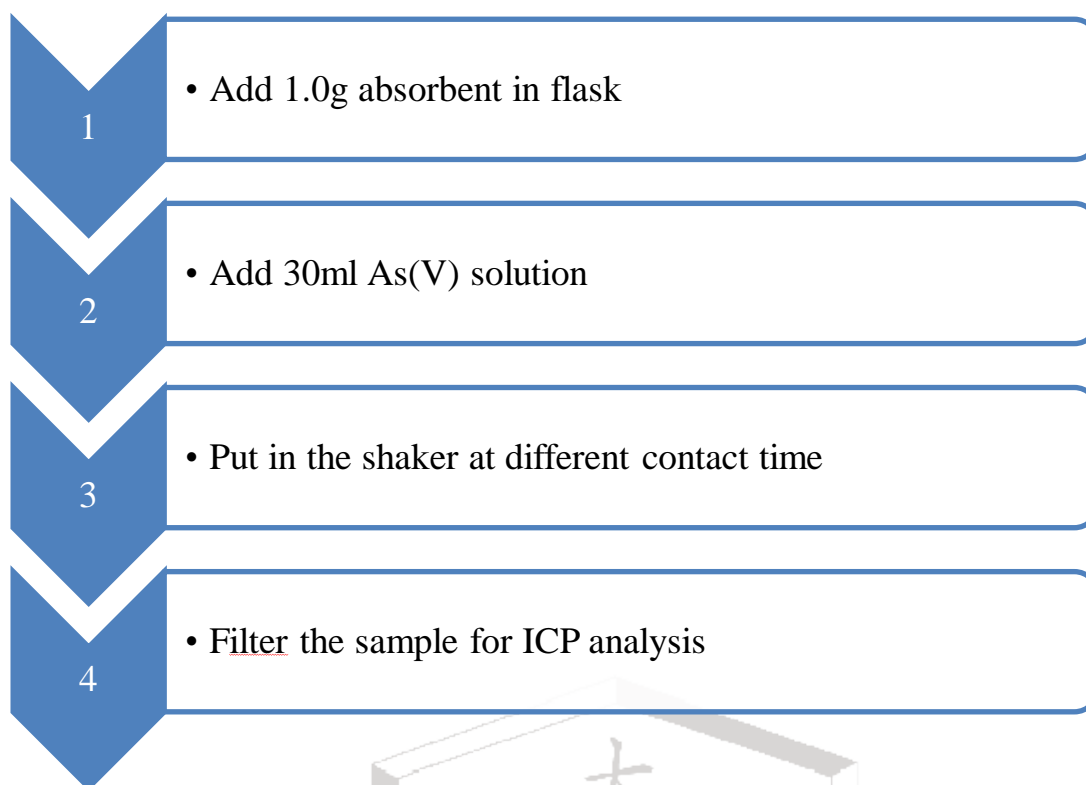 1
• Add 1.0g absorbent in flask
2
• Add 30ml As(V) solution
3
• Put in the shaker at different contact time
4
• Filter the sample for ICP analysis